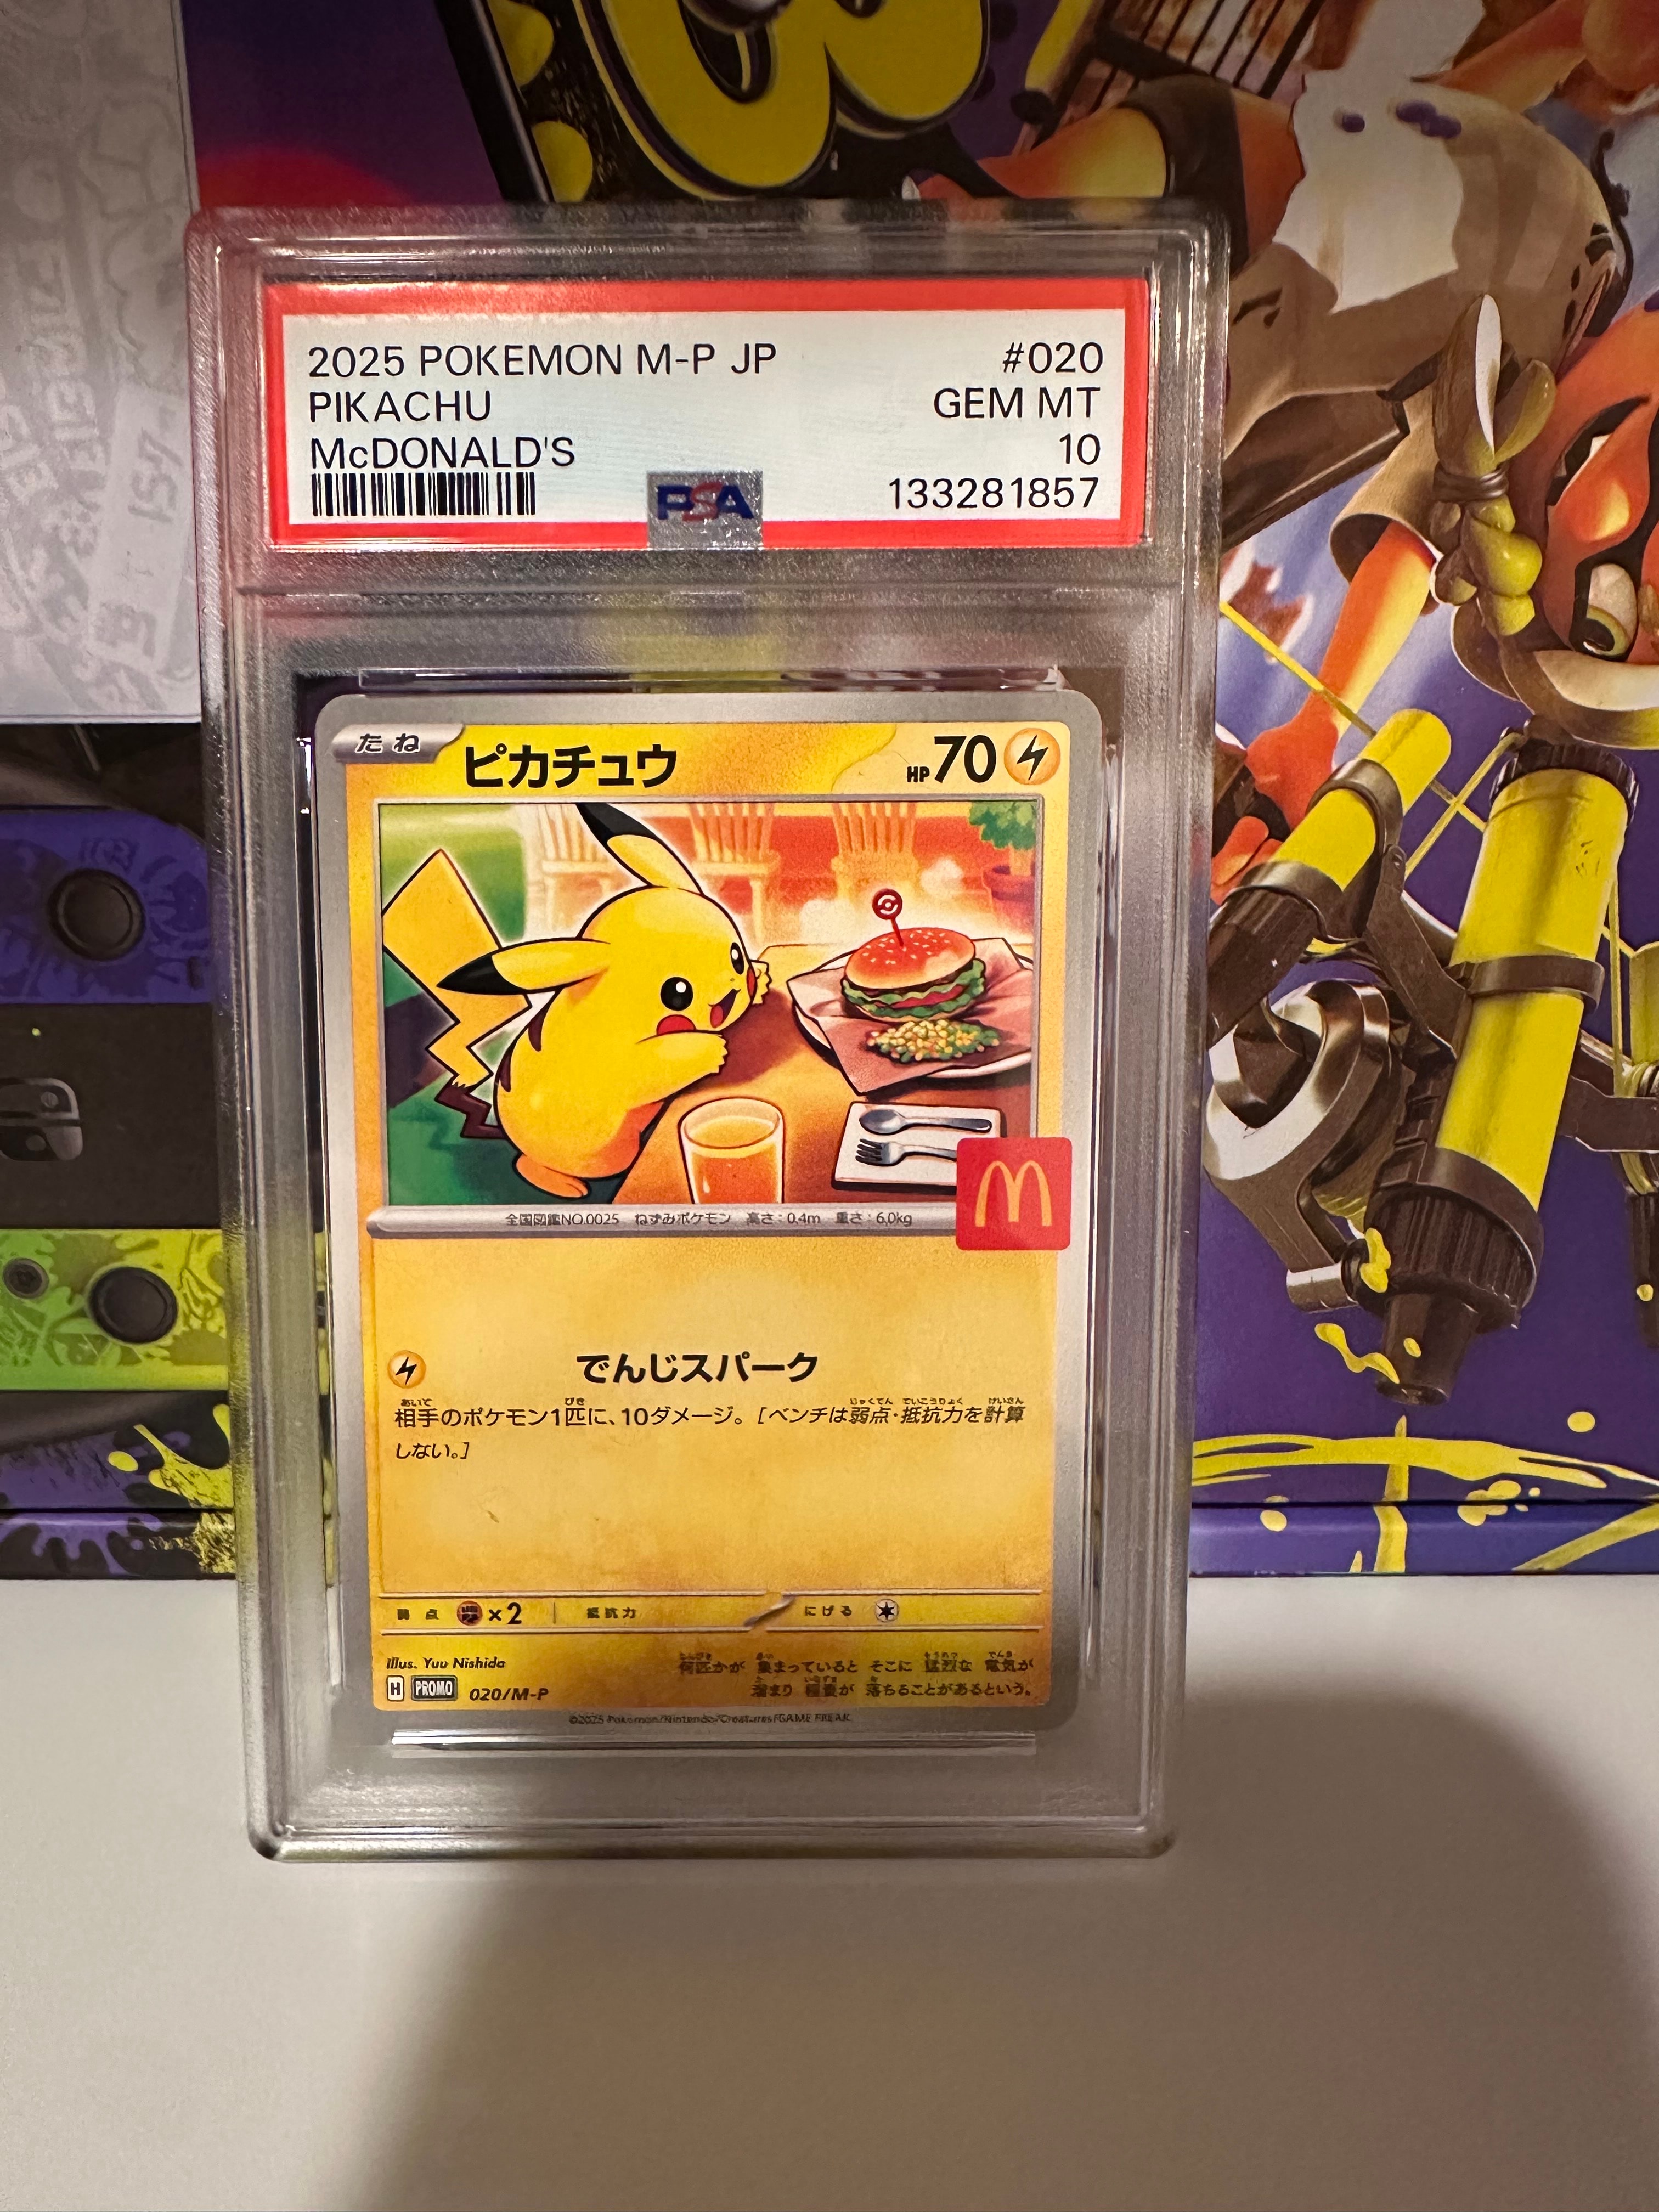 2025 POKEMON M-P JP #020
PIKACHU GEM MT
McDONALD'S 10
PSA 133281857
たね ピカチュウ HP70
全国図鑑NO.0025 ねずみポケモン 高さ:0.4m 重さ:6.0kg
でんじスパーク
相手のポケモン1匹に、10ダメージ。[ベンチは弱点・抵抗力を計算
しない。]
弱点 ×2 抵抗力 にげる
Illus. Yuu Nishida
何匹かが 集まっていると そこに 猛烈な 電気が
H PROMO 020/M-P
溜まり 稲妻が 落ちることがあるという。
©2025 Pokémon/Nintendo/Creatures/GAME FREAK